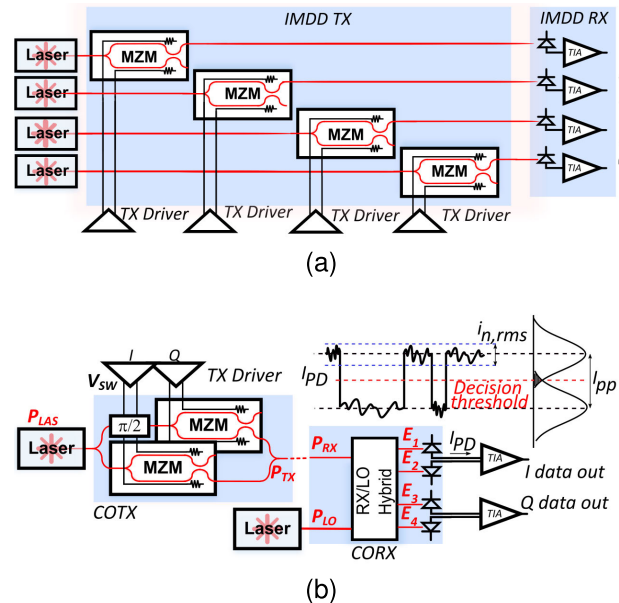 IMDD TX
IMDD RX
Laser
MZM
TIA
Laser
MZM
TIA
Laser
MZM
TIA
Laser
MZM
TIA
TX Driver
TX Driver
TX Driver
TX Driver
(a)
I
Q
V_SW
TX Driver
i_n,rms
I_PD
Decision
threshold
I_pp
P_LAS
π/2
MZM
Laser
MZM
P_TX
COTX
P_RX
E_1
E_2
E_3
E_4
I_PD
RX/LO
Hybrid
TIA
I data out
Q data out
TIA
Laser
P_LO
CORX
(b)